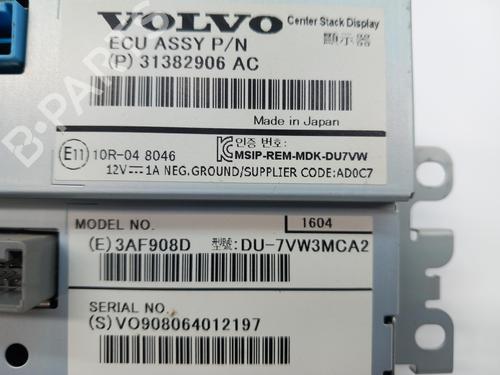 VOLVO Center Stack Display
ECU ASSY P/N 顯示器
(P) 31382906 AC
Made in Japan
E11 10R-04 8046 인증 번호:
MSIP-REM-MDK-DU7VW
12V⎓1A NEG.GROUND/SUPPLIER CODE:AD0C7
MODEL NO. 1604
(E) 3AF908D 型號:DU-7VW3MCA2
SERIAL NO.
(S) VO908064012197
B-PARTS